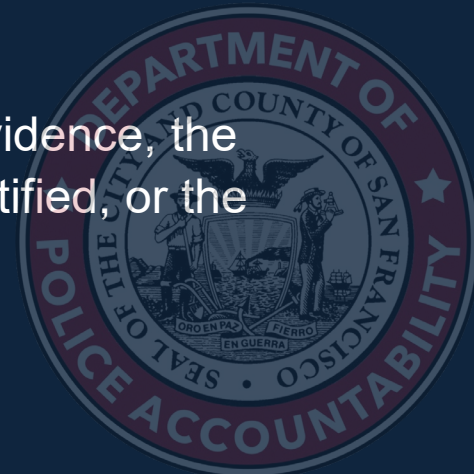 DEPARTMENT OF
THE CITY AND COUNTY OF SAN FRANCISCO
vidence, the
tified, or the
ORO EN PAZ
FIERRO
EN GUERRA
SEAL OF
POLICE ACCOUNTABILITY